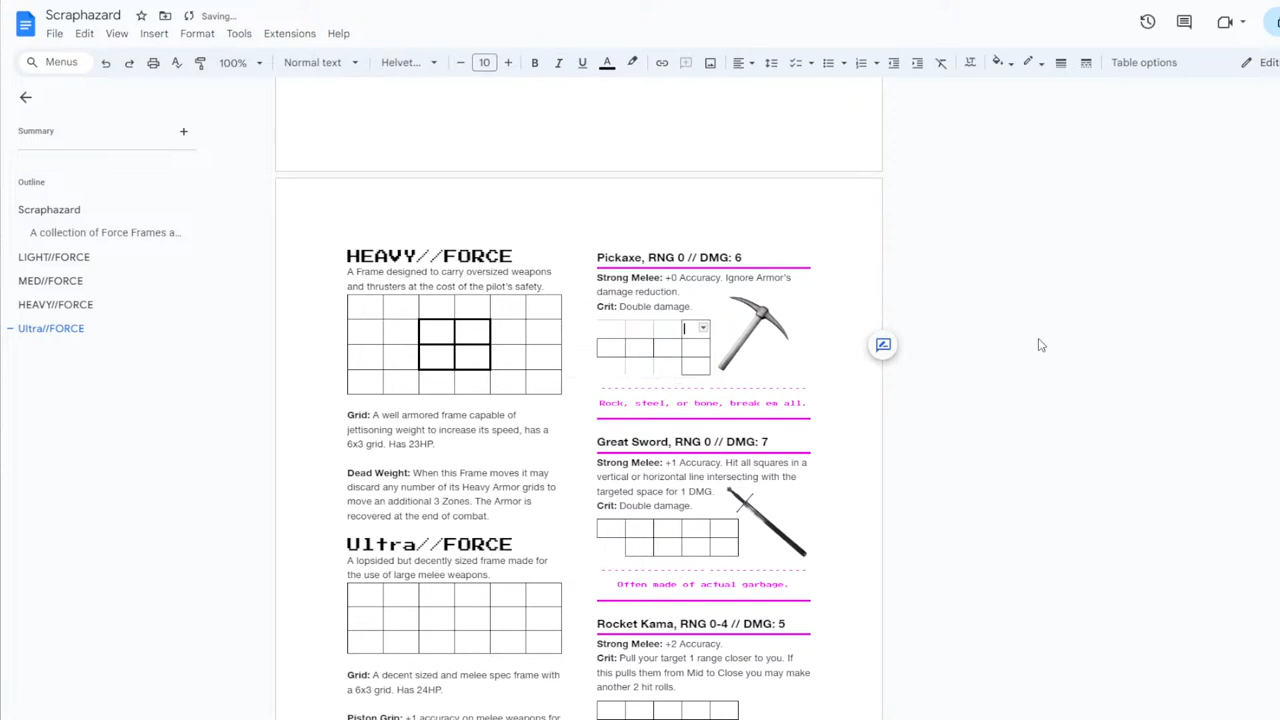 Scraphazard
Saving...
File Edit View Insert Format Tools Extensions Help
Menus
100%
Normal text
Helvet...
10
B I U A
Table options
Summary
Outline
Scraphazard
A collection of Force Frames a...
LIGHT//FORCE
MED//FORCE
HEAVY//FORCE
Ultra//FORCE
HEAVY//FORCE
A Frame designed to carry oversized weapons
and thrusters at the cost of the pilot's safety.
Grid: A well armored frame capable of
jettisoning weight to increase its speed, has a
6x3 grid. Has 23HP.
Dead Weight: When this Frame moves it may
discard any number of its Heavy Armor grids to
move an additional 3 Zones. The Armor is
recovered at the end of combat.
Ultra//FORCE
A lopsided but decently sized frame made for
the use of large melee weapons.
Grid: A decent sized and melee spec frame with
a 6x3 grid. Has 24HP.
Piston Grip: +1 accuracy on melee weapons for
Pickaxe, RNG 0 // DMG: 6
Strong Melee: +0 Accuracy. Ignore Armor's
damage reduction.
Crit: Double damage.
Rock, steel, or bone, break em all.
Great Sword, RNG 0 // DMG: 7
Strong Melee: +1 Accuracy. Hit all squares in a
vertical or horizontal line intersecting with the
targeted space for 1 DMG.
Crit: Double damage.
Often made of actual garbage.
Rocket Kama, RNG 0-4 // DMG: 5
Strong Melee: +2 Accuracy.
Crit: Pull your target 1 range closer to you. If
this pulls them from Mid to Close you may make
another 2 hit rolls.